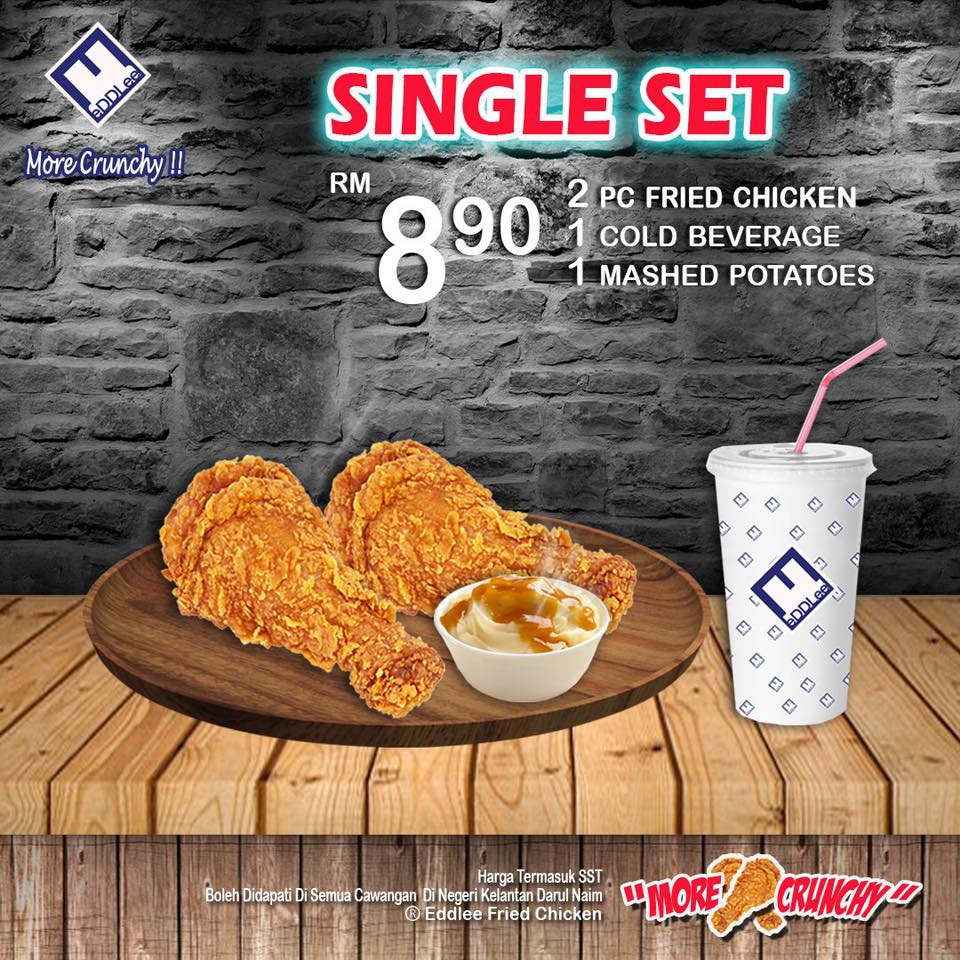 EDDLee
More Crunchy !!
SINGLE SET
RM
8 90
2 PC FRIED CHICKEN
1 COLD BEVERAGE
1 MASHED POTATOES
EDDLee
Harga Termasuk SST
Boleh Didapati Di Semua Cawangan Di Negeri Kelantan Darul Naim
® Eddlee Fried Chicken
"MORE CRUNCHY"